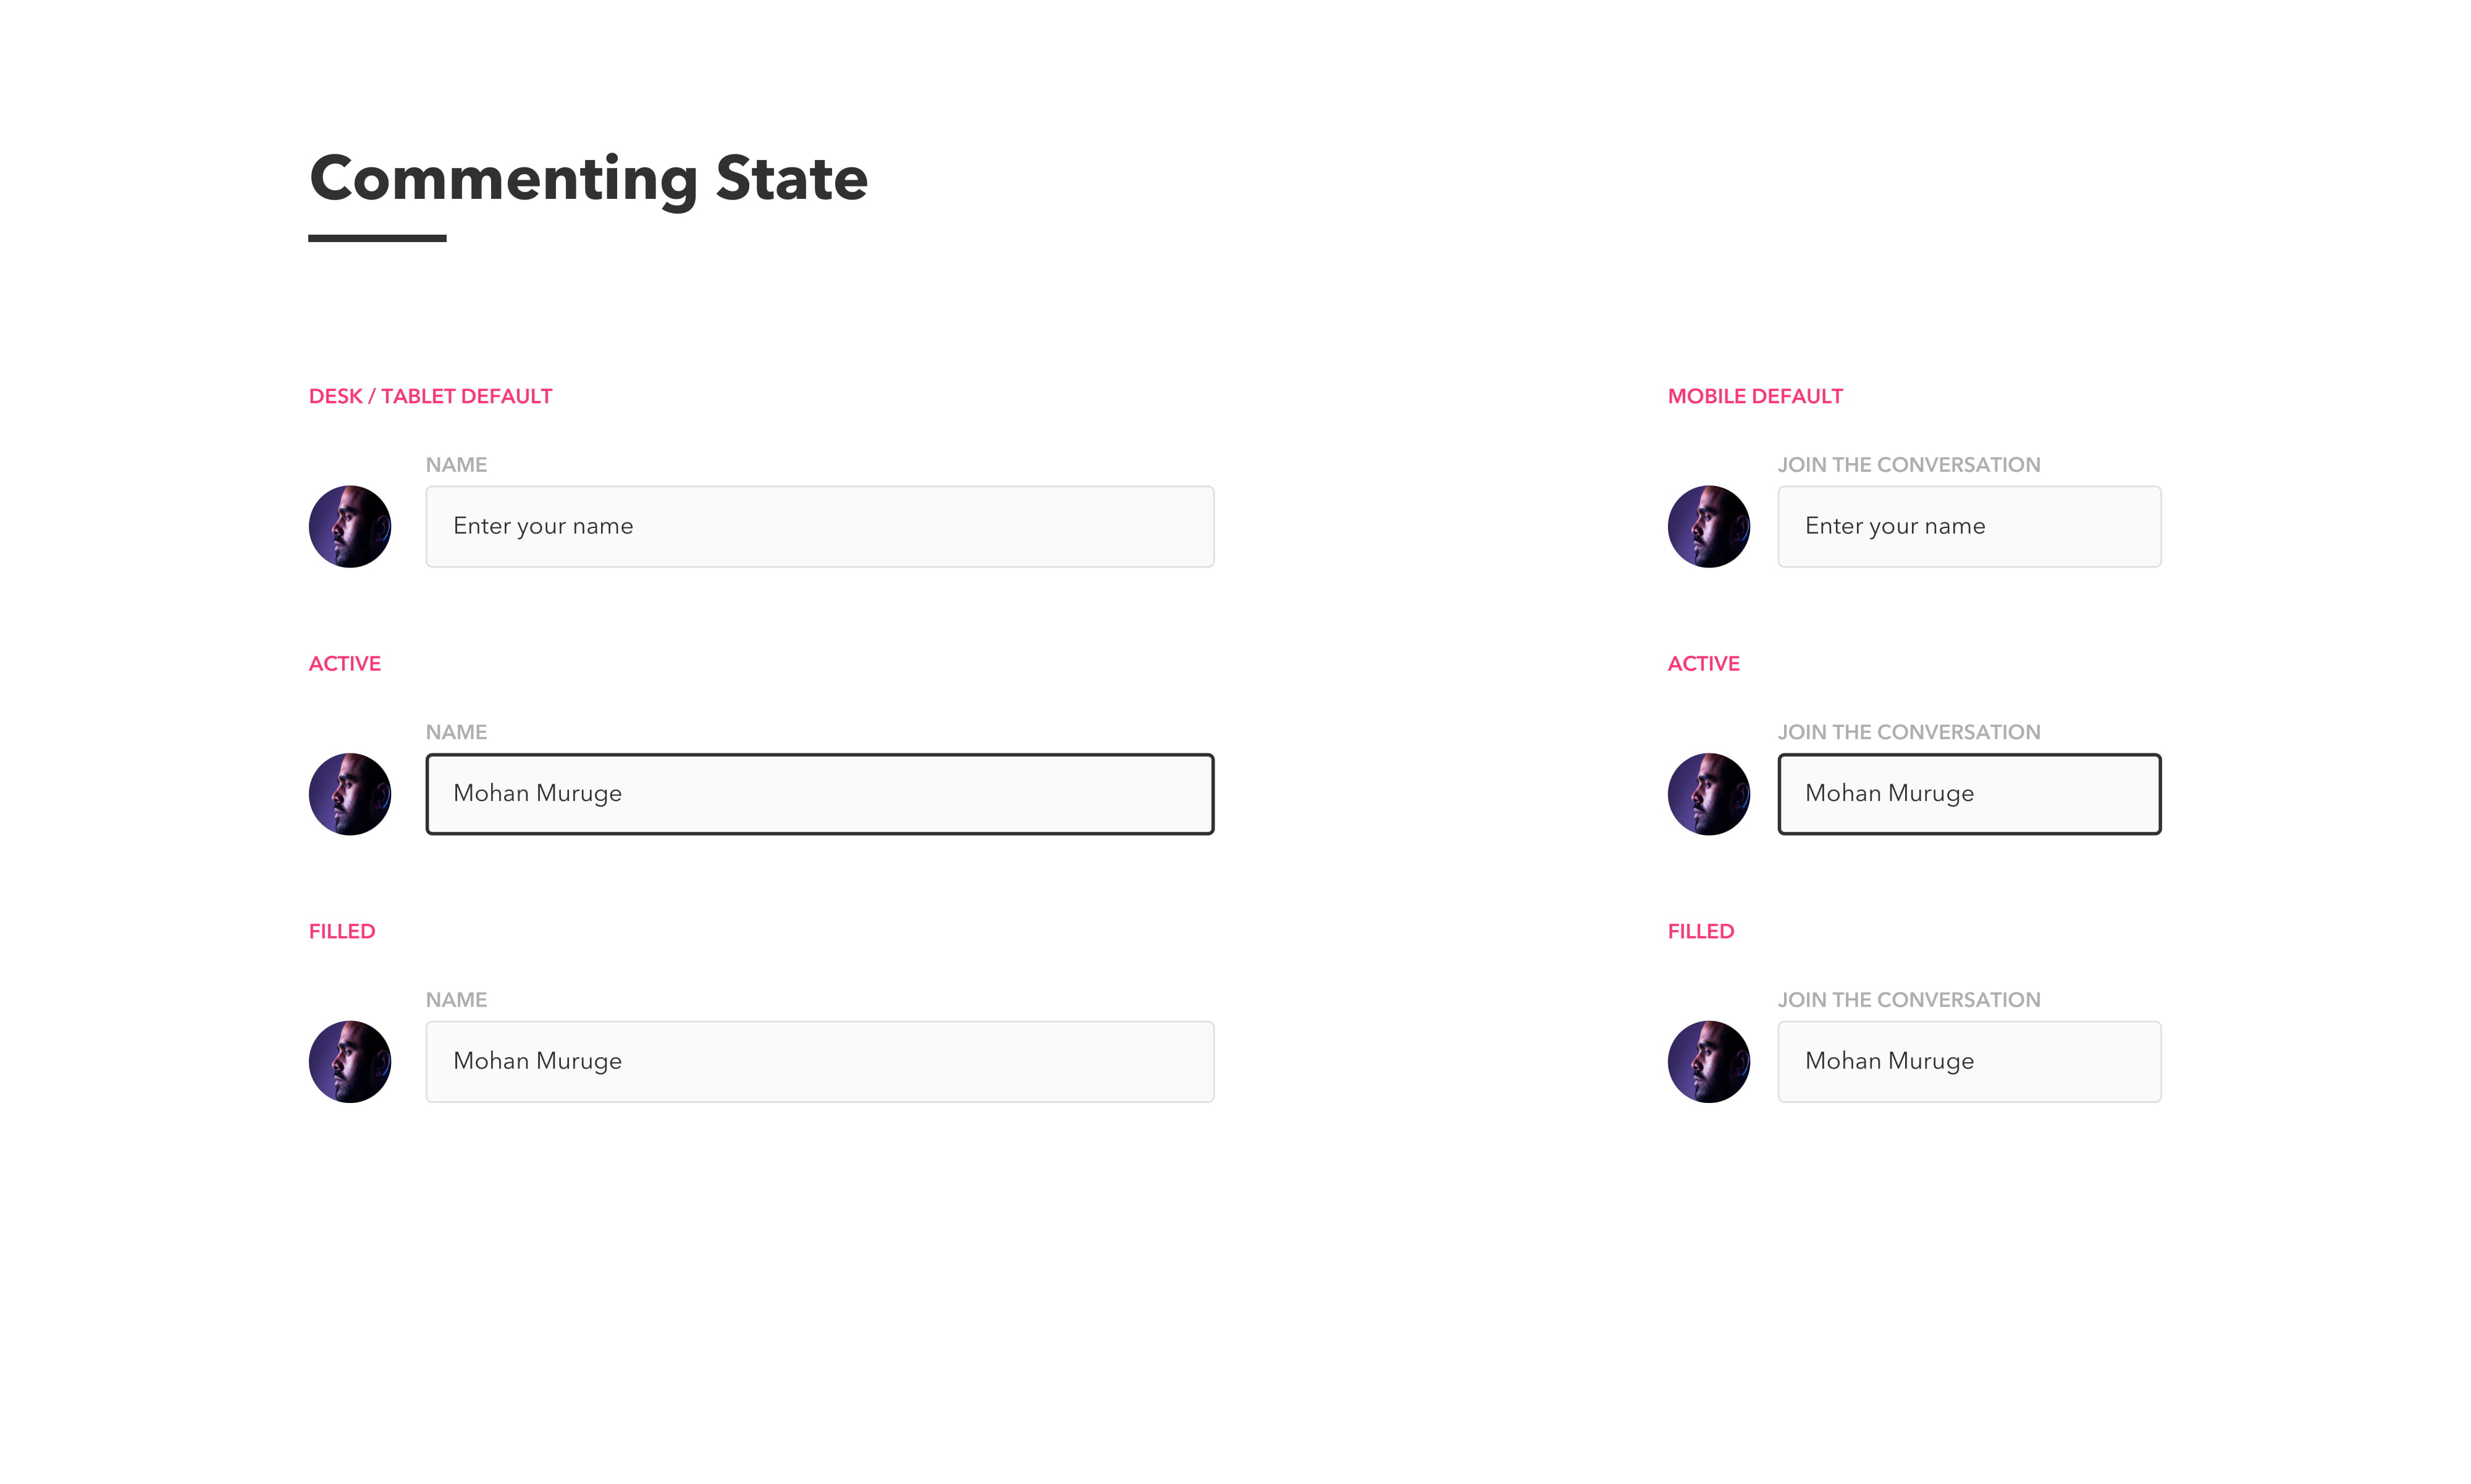 Commenting State
DESK / TABLET DEFAULT
NAME
Enter your name
ACTIVE
NAME
Mohan Muruge
FILLED
NAME
Mohan Muruge
MOBILE DEFAULT
JOIN THE CONVERSATION
Enter your name
ACTIVE
JOIN THE CONVERSATION
Mohan Muruge
FILLED
JOIN THE CONVERSATION
Mohan Muruge